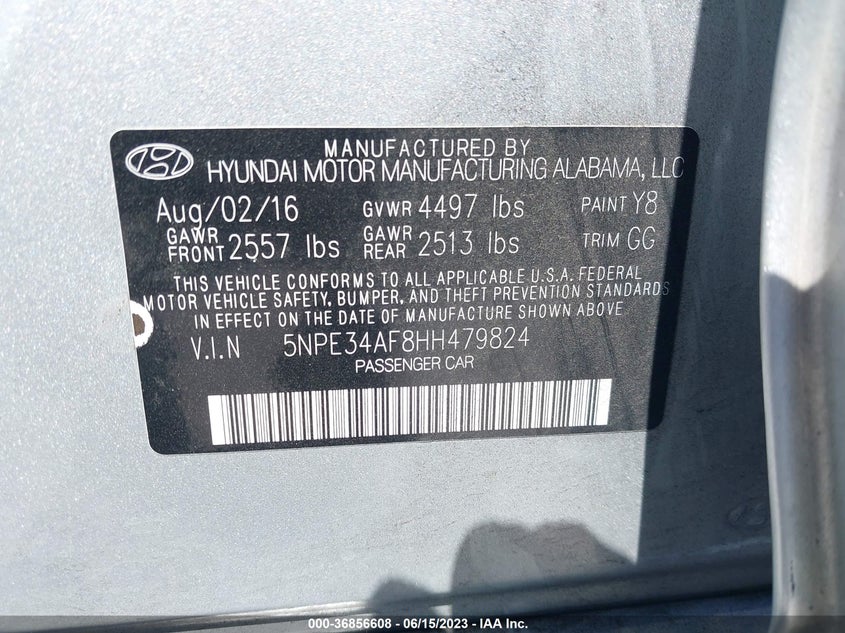 MANUFACTURED BY
HYUNDAI MOTOR MANUFACTURING ALABAMA, LLC
Aug/02/16 GVWR 4497 lbs PAINT Y8
GAWR FRONT 2557 lbs GAWR REAR 2513 lbs TRIM GG
THIS VEHICLE CONFORMS TO ALL APPLICABLE U.S.A. FEDERAL
MOTOR VEHICLE SAFETY, BUMPER, AND THEFT PREVENTION STANDARDS
IN EFFECT ON THE DATE OF MANUFACTURE SHOWN ABOVE
V.I.N 5NPE34AF8HH479824
PASSENGER CAR
000-36856608 - 06/15/2023 - IAA Inc.